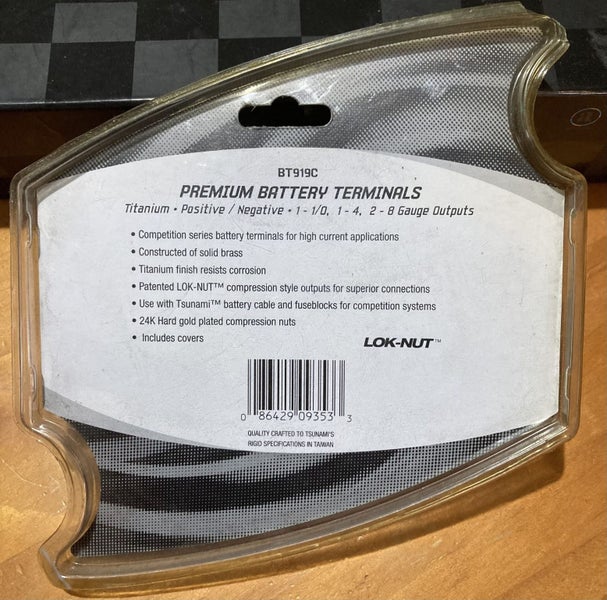 BT919C
PREMIUM BATTERY TERMINALS
Titanium • Positive / Negative • 1 - 1/0, 1 - 4, 2 - 8 Gauge Outputs
• Competition series battery terminals for high current applications
• Constructed of solid brass
• Titanium finish resists corrosion
• Patented LOK-NUT™ compression style outputs for superior connections
• Use with Tsunami™ battery cable and fuseblocks for competition systems
• 24K Hard gold plated compression nuts
• Includes covers
LOK-NUT™
0 86429 09353 3
QUALITY CRAFTED TO TSUNAMI'S
RIGID SPECIFICATIONS IN TAIWAN